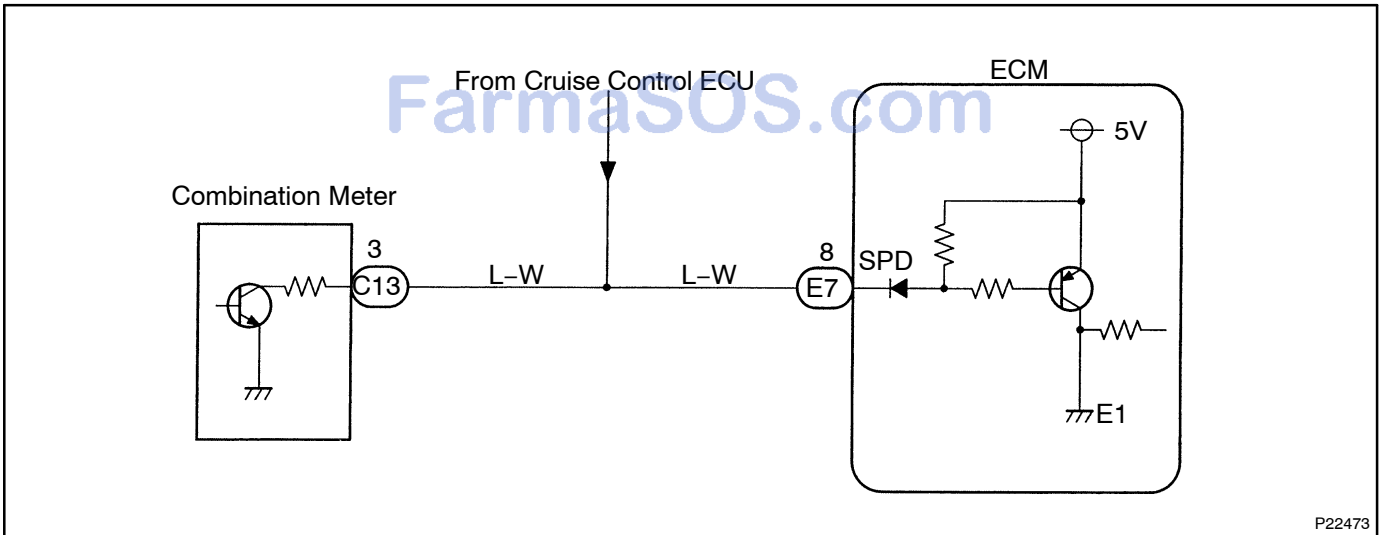 From Cruise Control ECU
ECM
FarmaSOS.com
5V
Combination Meter
3
C13
L–W
L–W
8
E7
SPD
E1
P22473